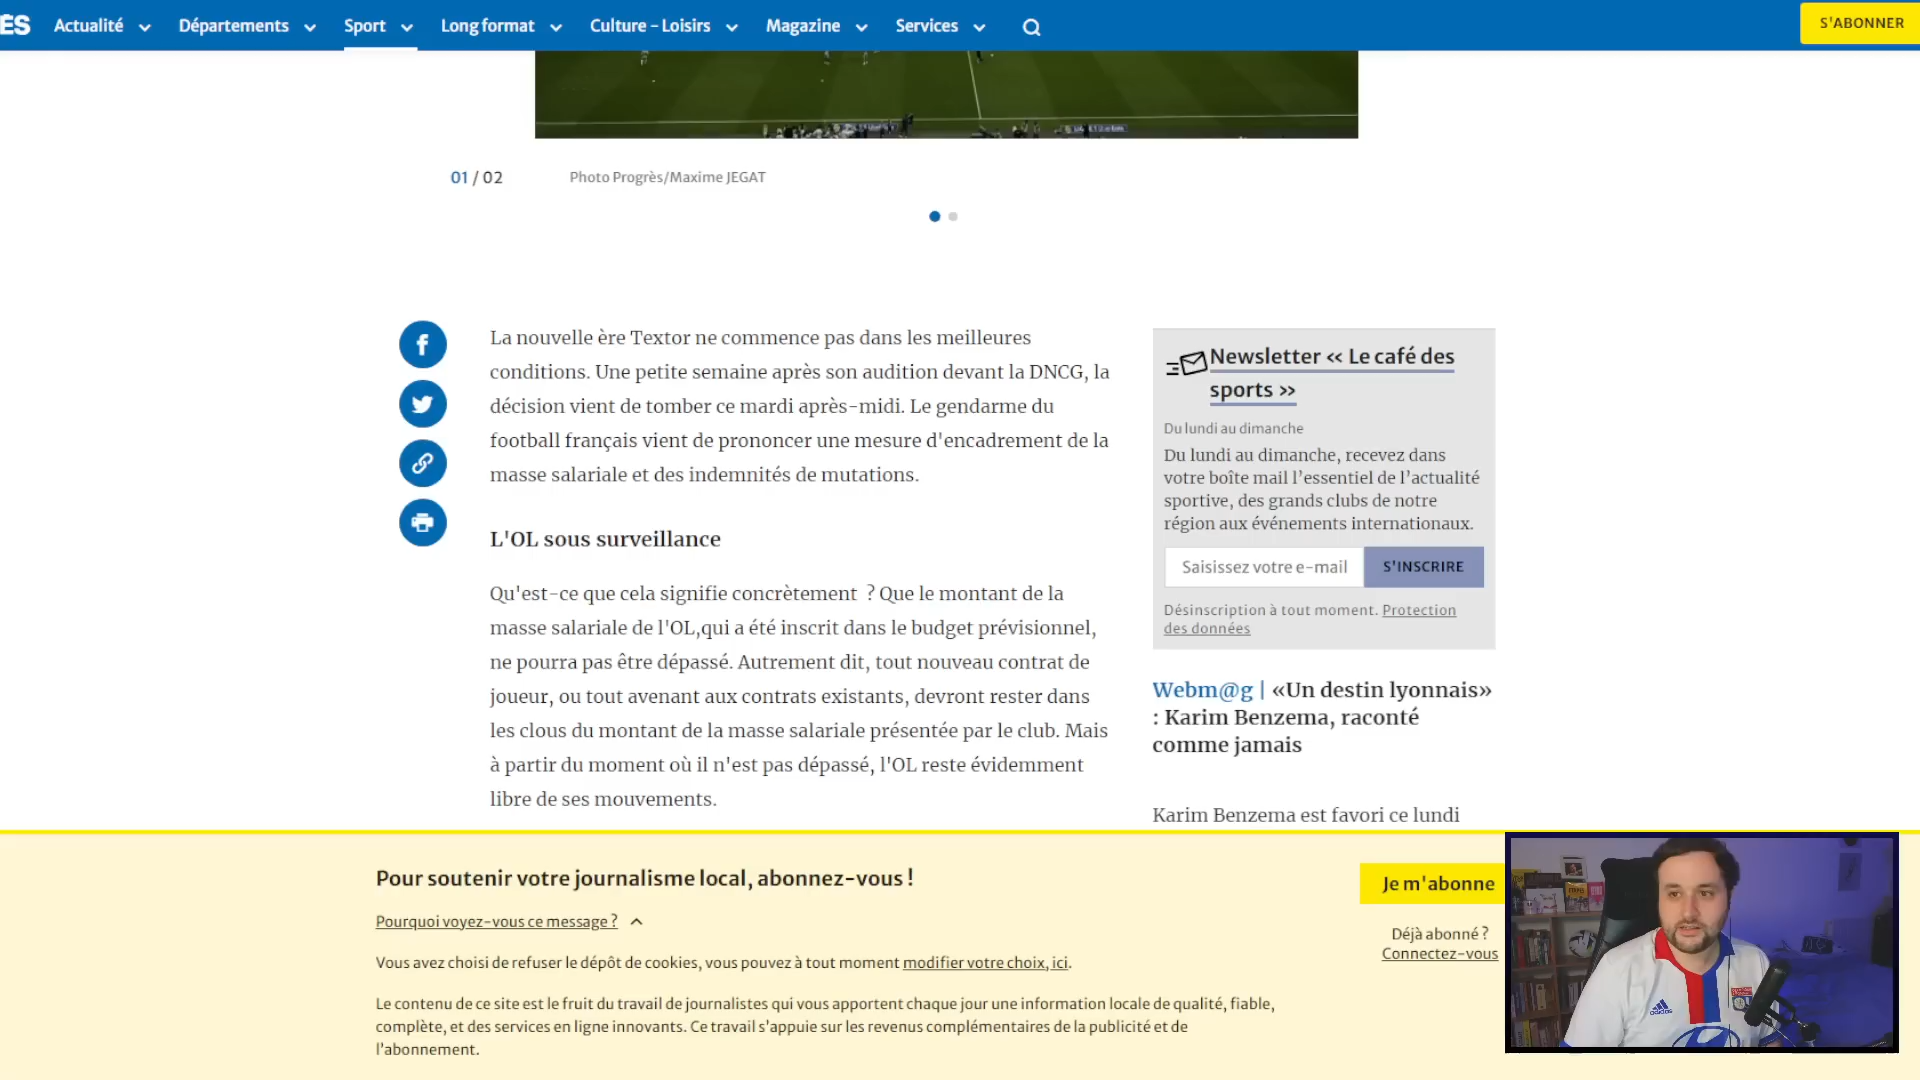 ÈS
Actualité
Départements
Sport
Long format
Culture - Loisirs
Magazine
Services
S'ABONNER
01 / 02
Photo Progrès/Maxime JEGAT
La nouvelle ère Textor ne commence pas dans les meilleures
conditions. Une petite semaine après son audition devant la DNCG, la
décision vient de tomber ce mardi après-midi. Le gendarme du
football français vient de prononcer une mesure d'encadrement de la
masse salariale et des indemnités de mutations.
L'OL sous surveillance
Qu'est-ce que cela signifie concrètement ? Que le montant de la
masse salariale de l'OL,qui a été inscrit dans le budget prévisionnel,
ne pourra pas être dépassé. Autrement dit, tout nouveau contrat de
joueur, ou tout avenant aux contrats existants, devront rester dans
les clous du montant de la masse salariale présentée par le club. Mais
à partir du moment où il n'est pas dépassé, l'OL reste évidemment
libre de ses mouvements.
Newsletter « Le café des
sports »
Du lundi au dimanche
Du lundi au dimanche, recevez dans
votre boîte mail l’essentiel de l’actualité
sportive, des grands clubs de notre
région aux événements internationaux.
Saisissez votre e-mail
S'INSCRIRE
Désinscription à tout moment. Protection
des données
Webm@g | «Un destin lyonnais»
: Karim Benzema, raconté
comme jamais
Karim Benzema est favori ce lundi
Pour soutenir votre journalisme local, abonnez-vous !
Pourquoi voyez-vous ce message ?
Vous avez choisi de refuser le dépôt de cookies, vous pouvez à tout moment modifier votre choix, ici.
Le contenu de ce site est le fruit du travail de journalistes qui vous apportent chaque jour une information locale de qualité, fiable,
complète, et des services en ligne innovants. Ce travail s’appuie sur les revenus complémentaires de la publicité et de
l’abonnement.
Je m'abonne
Déjà abonné ?
Connectez-vous
adidas